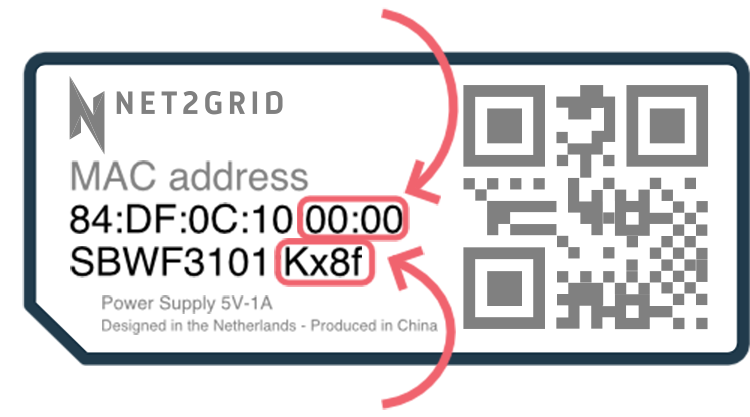 NET2GRID
MAC address
84:DF:0C:10 00:00
SBWF3101 Kx8f
Power Supply 5V-1A
Designed in the Netherlands - Produced in China